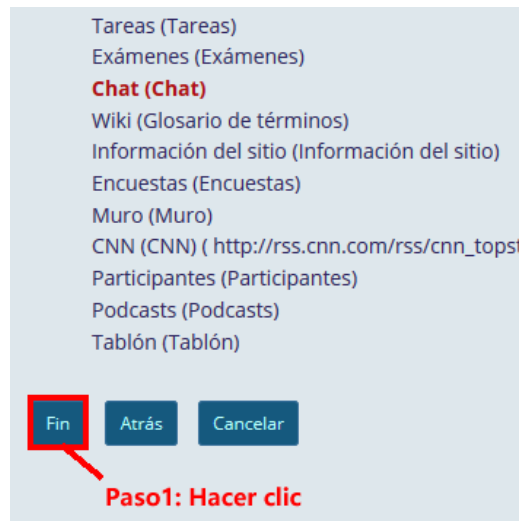 Tareas (Tareas)
Exámenes (Exámenes)
Chat (Chat)
Wiki (Glosario de términos)
Información del sitio (Información del sitio)
Encuestas (Encuestas)
Muro (Muro)
CNN (CNN) ( http://rss.cnn.com/rss/cnn_topst
Participantes (Participantes)
Podcasts (Podcasts)
Tablón (Tablón)
Fin Atrás Cancelar
Paso1: Hacer clic